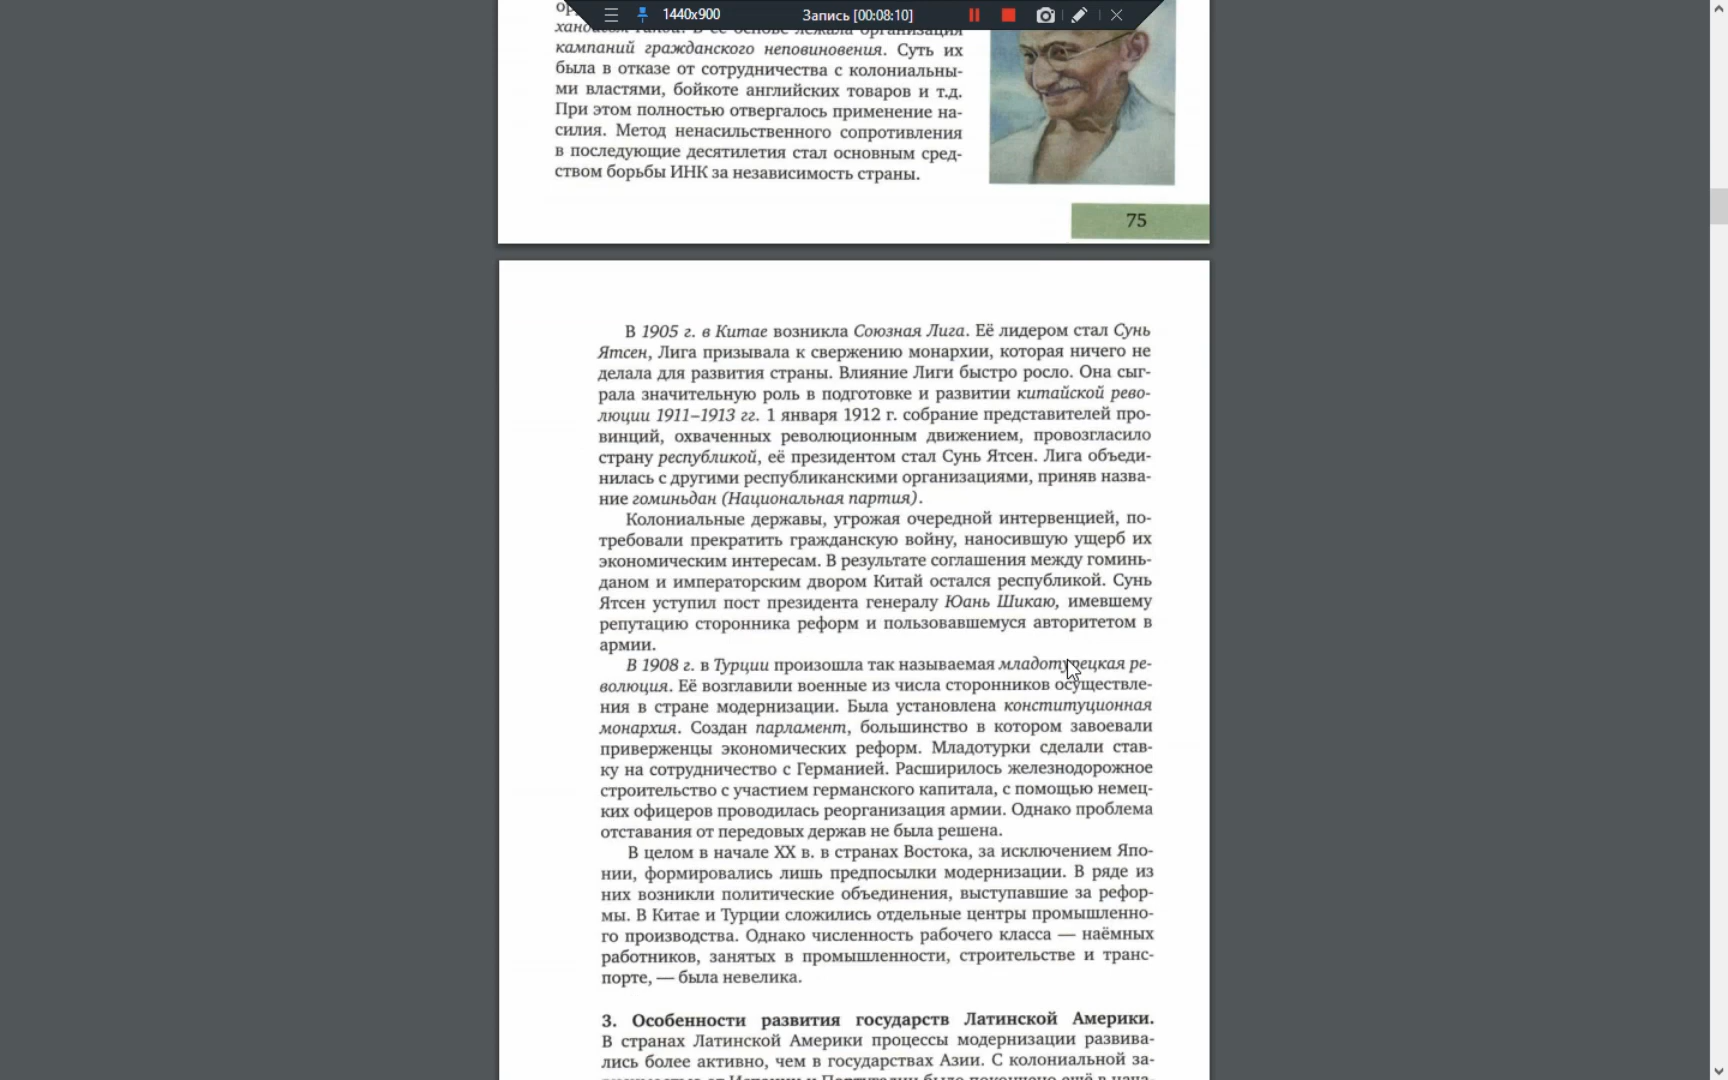 1440x900
Запись [00:08:10]
хандасом Ганди. В её основе лежала организация
кампаний гражданского неповиновения. Суть их
была в отказе от сотрудничества с колониальны-
ми властями, бойкоте английских товаров и т.д.
При этом полностью отвергалось применение на-
силия. Метод ненасильственного сопротивления
в последующие десятилетия стал основным сред-
ством борьбы ИНК за независимость страны.
75
В 1905 г. в Китае возникла Союзная Лига. Её лидером стал Сунь
Ятсен, Лига призывала к свержению монархии, которая ничего не
делала для развития страны. Влияние Лиги быстро росло. Она сыг-
рала значительную роль в подготовке и развитии китайской рево-
люции 1911–1913 гг. 1 января 1912 г. собрание представителей про-
винций, охваченных революционным движением, провозгласило
страну республикой, её президентом стал Сунь Ятсен. Лига объеди-
нилась с другими республиканскими организациями, приняв назва-
ние гоминьдан (Национальная партия).
Колониальные державы, угрожая очередной интервенцией, по-
требовали прекратить гражданскую войну, наносившую ущерб их
экономическим интересам. В результате соглашения между гоминь-
даном и императорским двором Китай остался республикой. Сунь
Ятсен уступил пост президента генералу Юань Шикаю, имевшему
репутацию сторонника реформ и пользовавшемуся авторитетом в
армии.
В 1908 г. в Турции произошла так называемая младотурецкая ре-
волюция. Её возглавили военные из числа сторонников осуществле-
ния в стране модернизации. Была установлена конституционная
монархия. Создан парламент, большинство в котором завоевали
приверженцы экономических реформ. Младотурки сделали став-
ку на сотрудничество с Германией. Расширилось железнодорожное
строительство с участием германского капитала, с помощью немец-
ких офицеров проводилась реорганизация армии. Однако проблема
отставания от передовых держав не была решена.
В целом в начале XX в. в странах Востока, за исключением Япо-
нии, формировались лишь предпосылки модернизации. В ряде из
них возникли политические объединения, выступавшие за рефор-
мы. В Китае и Турции сложились отдельные центры промышленно-
го производства. Однако численность рабочего класса — наёмных
работников, занятых в промышленности, строительстве и транс-
порте, — была невелика.
3. Особенности развития государств Латинской Америки.
В странах Латинской Америки процессы модернизации развива-
лись более активно, чем в государствах Азии. С колониальной за-
висимостью от Испании и Португалии было покончено ещё в нача-